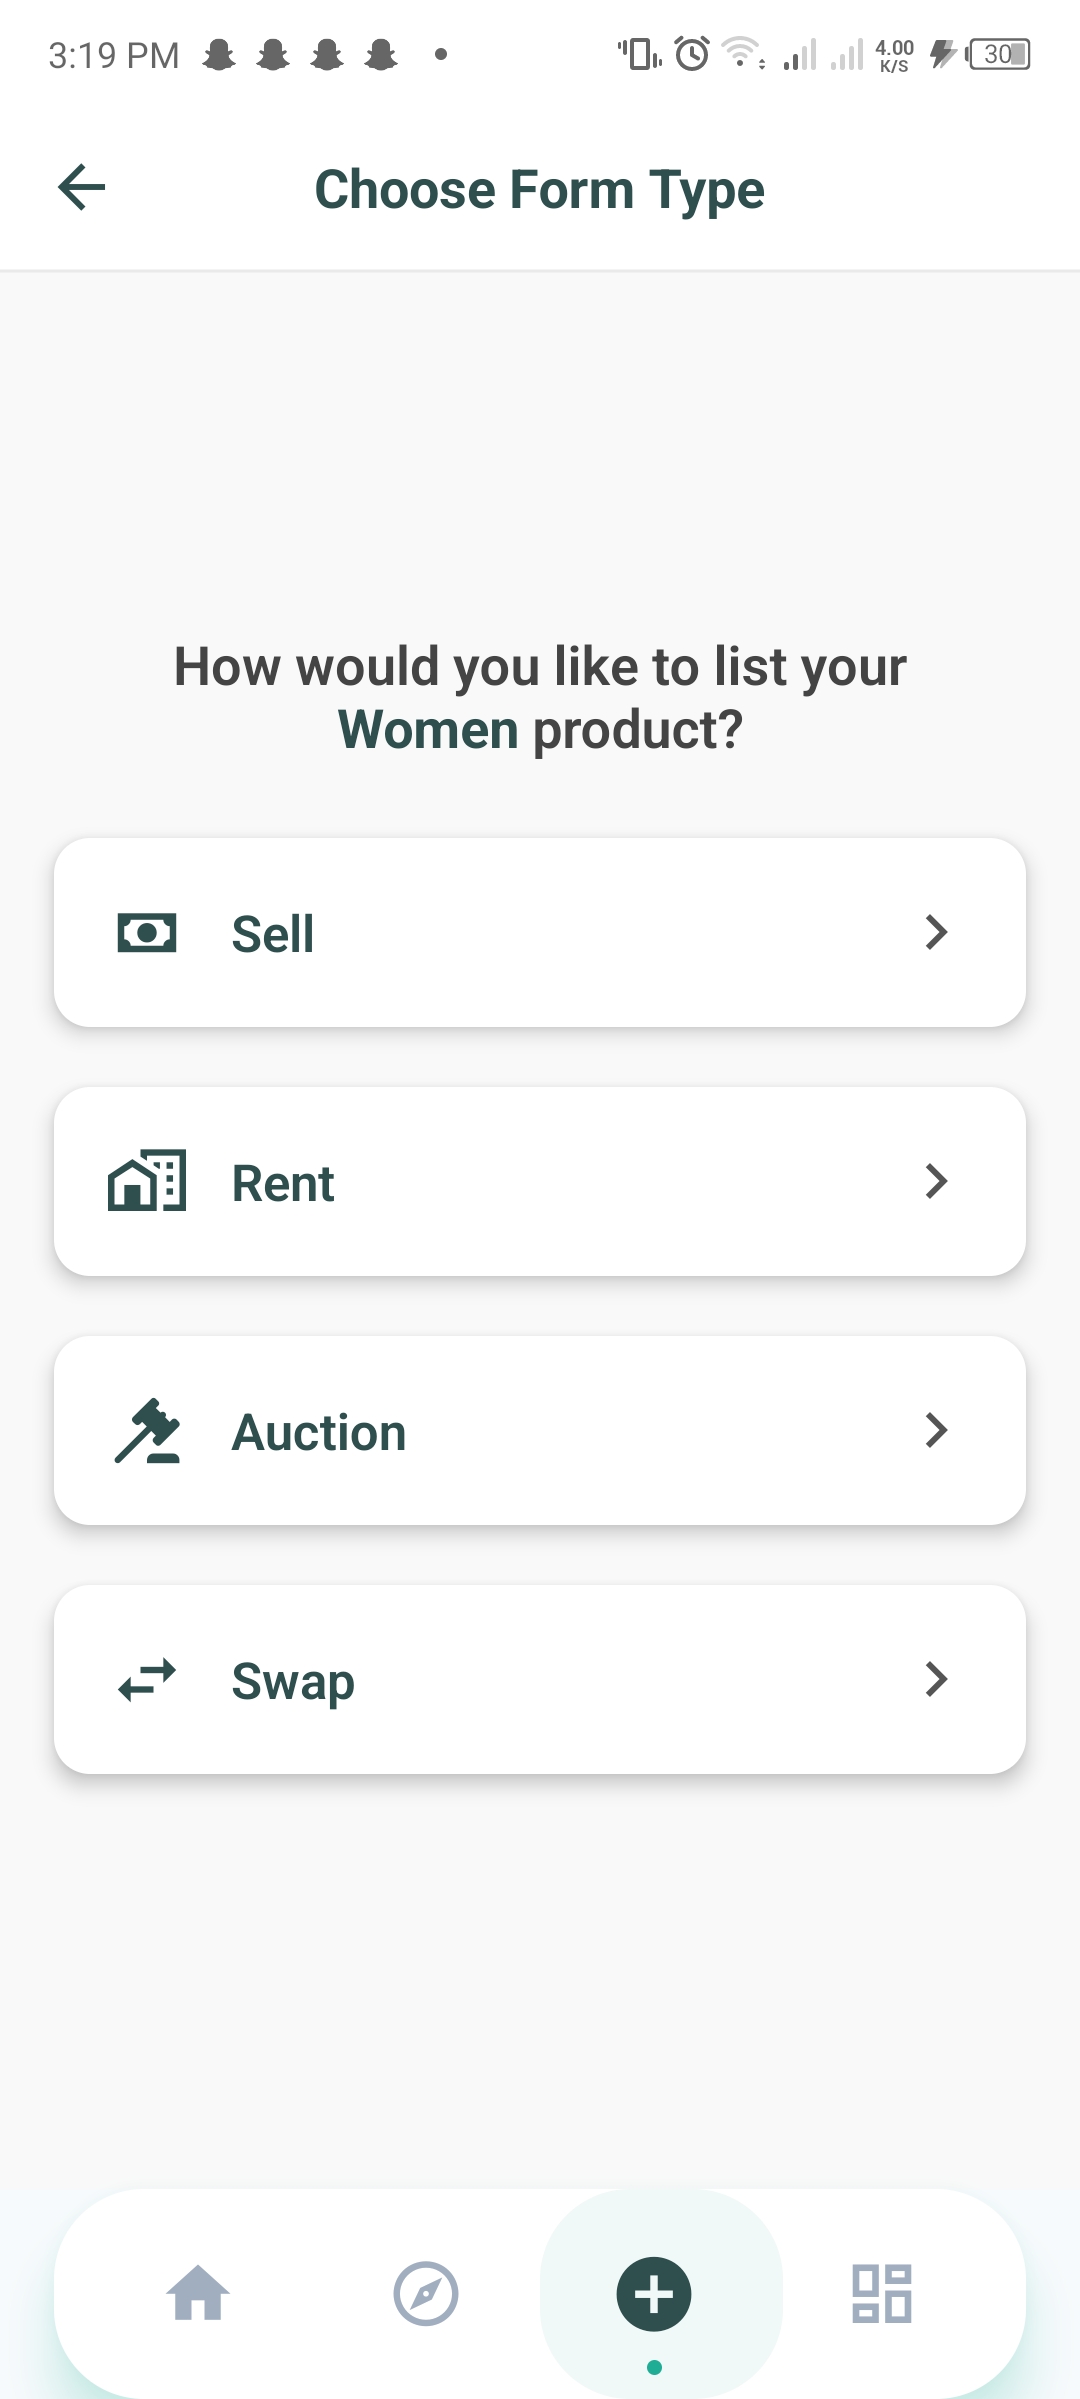 3:19 PM
4.00
K/S
30
Choose Form Type
How would you like to list your
Women product?
Sell
Rent
Auction
Swap